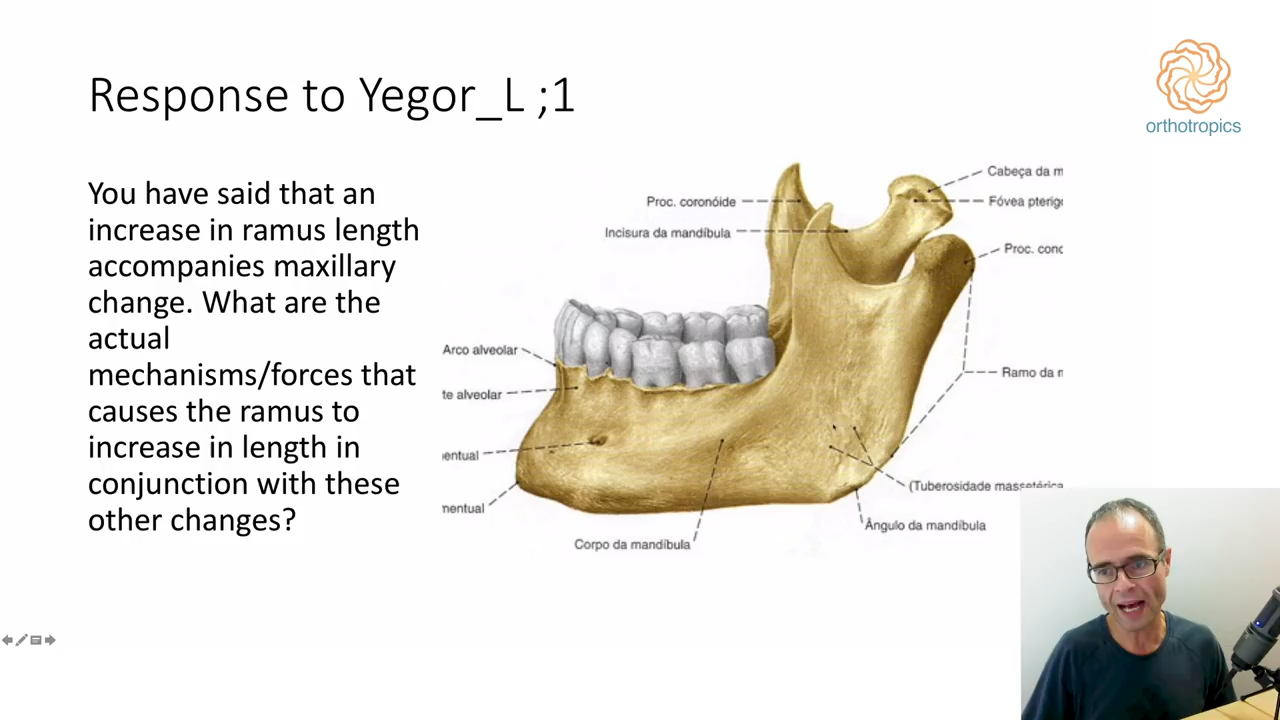 Response to Yegor_L ;1
orthotropics
You have said that an
increase in ramus length
accompanies maxillary
change. What are the
actual
mechanisms/forces that
causes the ramus to
increase in length in
conjunction with these
other changes?
Cabeça da m
Proc. coronóide
Fóvea pterig
Incisura da mandíbula
Proc. conc
Arco alveolar
Ramo da r
te alveolar
entual
(Tuberosidade massetérica
mentual
Ângulo da mandíbula
Corpo da mandíbula